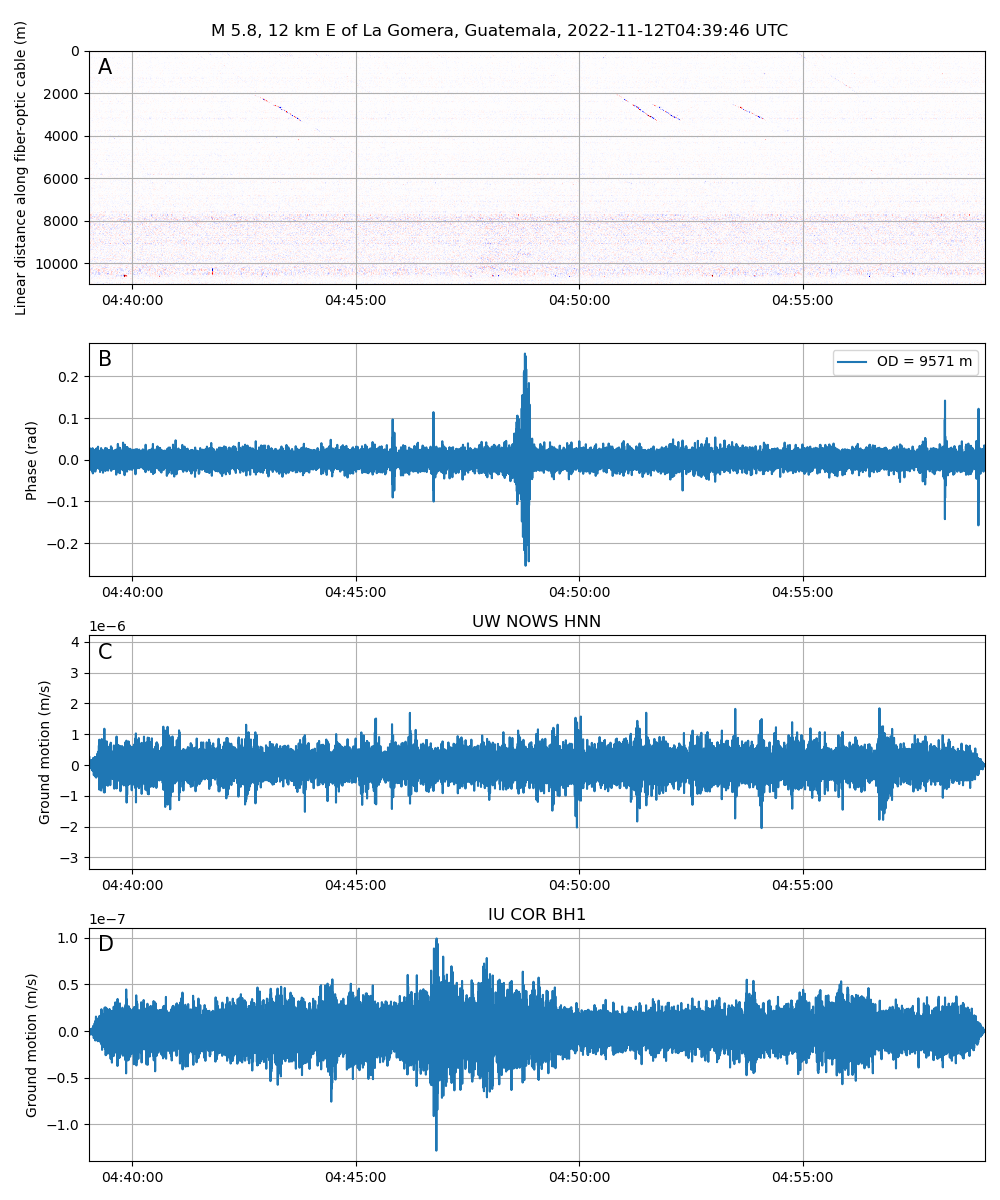 M 5.8, 12 km E of La Gomera, Guatemala, 2022-11-12T04:39:46 UTC
A
Linear distance along fiber-optic cable (m)
0
2000
4000
6000
8000
10000
04:40:00 04:45:00 04:50:00 04:55:00
B
OD = 9571 m
Phase (rad)
0.2
0.1
0.0
−0.1
−0.2
04:40:00 04:45:00 04:50:00 04:55:00
UW NOWS HNN
1e−6
C
Ground motion (m/s)
4
3
2
1
0
−1
−2
−3
04:40:00 04:45:00 04:50:00 04:55:00
IU COR BH1
1e−7
D
Ground motion (m/s)
1.0
0.5
0.0
−0.5
−1.0
04:40:00 04:45:00 04:50:00 04:55:00